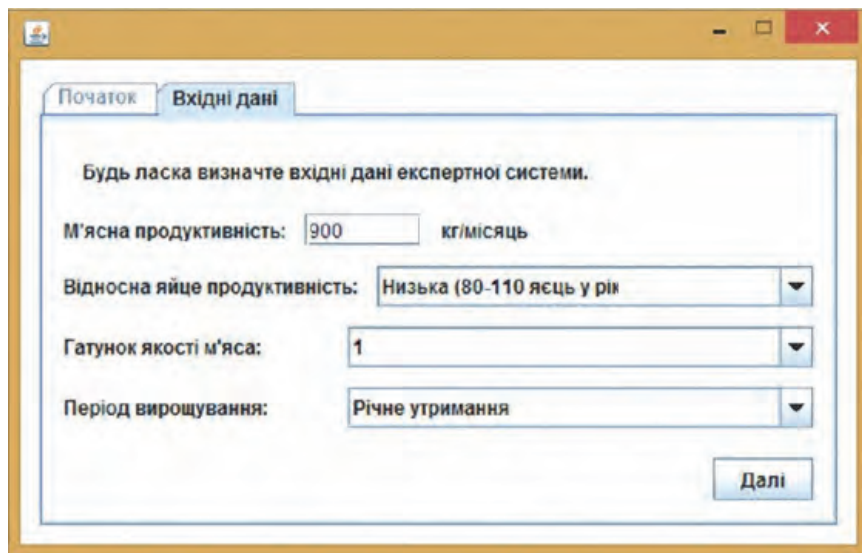 Початок Вхідні дані
Будь ласка визначте вхідні дані експертної системи.
М'ясна продуктивність: 900 кг/місяць
Відносна яйце продуктивність: Низька (80-110 яєць у рік
Гатунок якості м'яса: 1
Період вирощування: Річне утримання
Далі